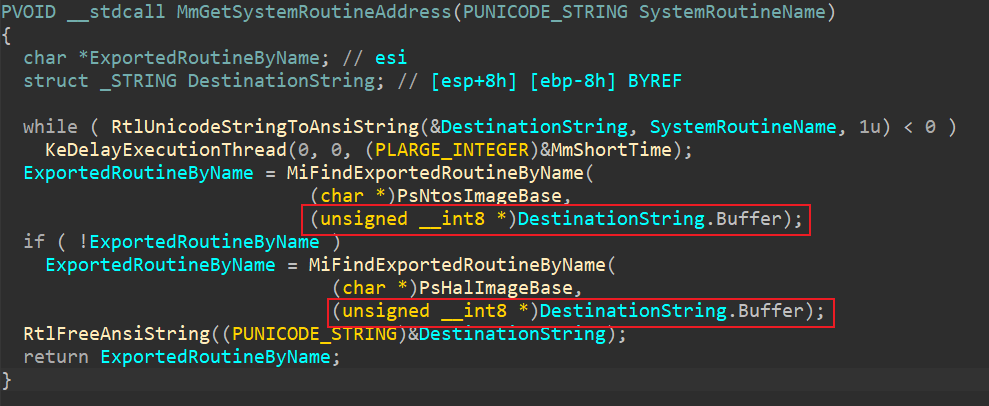 PVOID __stdcall MmGetSystemRoutineAddress(PUNICODE_STRING SystemRoutineName)
{
  char *ExportedRoutineByName; // esi
  struct _STRING DestinationString; // [esp+8h] [ebp-8h] BYREF

  while ( RtlUnicodeStringToAnsiString(&DestinationString, SystemRoutineName, 1u) < 0 )
    KeDelayExecutionThread(0, 0, (PLARGE_INTEGER)&MmShortTime);
  ExportedRoutineByName = MiFindExportedRoutineByName(
                            (char *)PsNtosImageBase,
                            (unsigned __int8 *)DestinationString.Buffer);
  if ( !ExportedRoutineByName )
    ExportedRoutineByName = MiFindExportedRoutineByName(
                              (char *)PsHalImageBase,
                              (unsigned __int8 *)DestinationString.Buffer);
  RtlFreeAnsiString((PUNICODE_STRING)&DestinationString);
  return ExportedRoutineByName;
}